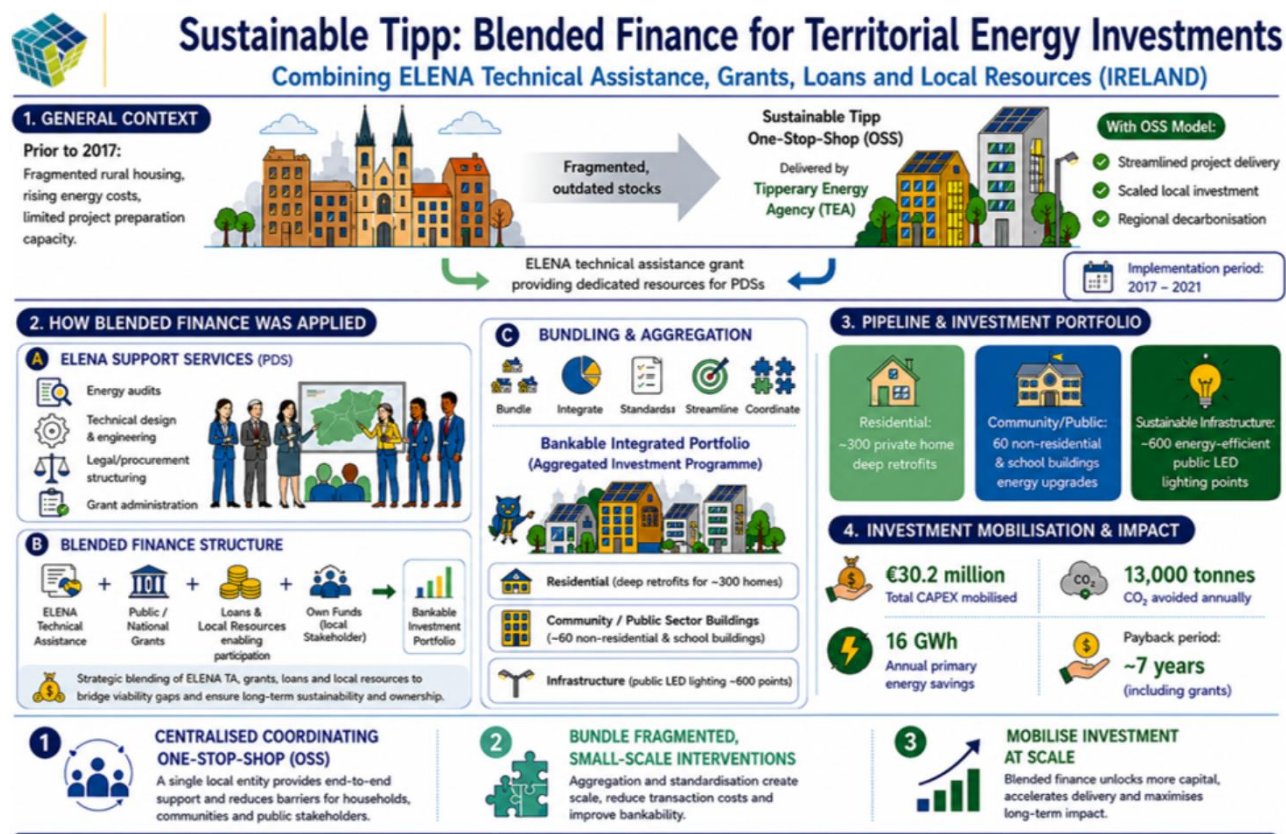 Sustainable Tipp: Blended Finance for Territorial Energy Investments
Combining ELENA Technical Assistance, Grants, Loans and Local Resources (IRELAND)
1. GENERAL CONTEXT
Prior to 2017:
Fragmented rural housing,
rising energy costs,
limited project preparation
capacity.
Fragmented,
outdated stocks
Sustainable Tipp
One-Stop-Shop (OSS)
Delivered by
Tipperary Energy
Agency (TEA)
With OSS Model:
Streamlined project delivery
Scaled local investment
Regional decarbonisation
ELENA technical assistance grant
providing dedicated resources for PDSs
Implementation period:
2017 – 2021
2. HOW BLENDED FINANCE WAS APPLIED
A ELENA SUPPORT SERVICES (PDS)
Energy audits
Technical design
& engineering
Legal/procurement
structuring
Grant administration
B BLENDED FINANCE STRUCTURE
ELENA
Technical
Assistance
+
Public /
National
Grants
+
Loans &
Local Resources
enabling
participation
+
Own Funds
(local
Stakeholder)
Bankable
Investment
Portfolio
Strategic blending of ELENA TA, grants, loans and local resources to
bridge viability gaps and ensure long-term sustainability and ownership.
C BUNDLING & AGGREGATION
Bundle Integrate Standards Streamline Coordinate
Bankable Integrated Portfolio
(Aggregated Investment Programme)
Residential (deep retrofits for ~300 homes)
Community / Public Sector Buildings
(~60 non-residential & school buildings)
Infrastructure (public LED lighting ~600 points)
3. PIPELINE & INVESTMENT PORTFOLIO
Residential:
~300 private home
deep retrofits
Community/Public:
60 non-residential
& school buildings
energy upgrades
Sustainable Infrastructure:
~600 energy-efficient
public LED
lighting points
4. INVESTMENT MOBILISATION & IMPACT
$
€30.2 million
Total CAPEX mobilised
CO₂
13,000 tonnes
CO₂ avoided annually
16 GWh
Annual primary
energy savings
$
Payback period:
~7 years
(including grants)
1
CENTRALISED COORDINATING
ONE-STOP-SHOP (OSS)
A single local entity provides end-to-end
support and reduces barriers for households,
communities and public stakeholders.
2
BUNDLE FRAGMENTED,
SMALL-SCALE INTERVENTIONS
Aggregation and standardisation create
scale, reduce transaction costs and
improve bankability.
3
MOBILISE INVESTMENT
AT SCALE
Blended finance unlocks more capital,
accelerates delivery and maximises
long-term impact.